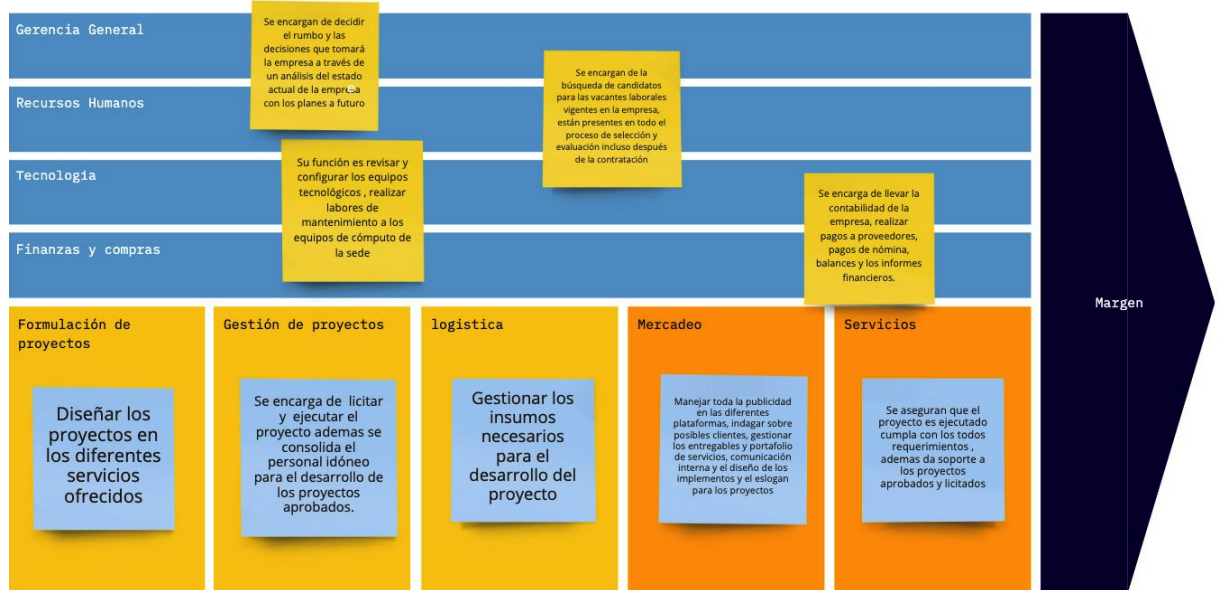 Gerencia General
Se encargan de decidir
el rumbo y las
decisiones que tomará
la empresa a través de
un análisis del estado
actual de la empresa
con los planes a futuro
Recursos Humanos
Se encargan de la
búsqueda de candidatos
para las vacantes laborales
vigentes en la empresa,
están presentes en todo el
proceso de selección y
evaluación incluso después
de la contratación
Tecnología
Su función es revisar y
configurar los equipos
tecnológicos , realizar
labores de
mantenimiento a los
equipos de cómputo de
la sede
Finanzas y compras
Se encarga de llevar la
contabilidad de la
empresa, realizar
pagos a proveedores,
pagos de nómina,
balances y los informes
financieros.
Margen
Formulación de
proyectos
Diseñar los
proyectos en
los diferentes
servicios
ofrecidos
Gestión de proyectos
Se encarga de licitar
y ejecutar el
proyecto ademas se
consolida el
personal idóneo
para el desarrollo de
los proyectos
aprobados.
logistica
Gestionar los
insumos
necesarios
para el
desarrollo del
proyecto
Mercadeo
Manejar toda la publicidad
en las diferentes
plataformas, indagar sobre
posibles clientes, gestionar
los entregables y portafolio
de servicios, comunicación
interna y el diseño de los
implementos y el eslogan
para los proyectos
Servicios
Se aseguran que el
proyecto es ejecutado
cumpla con los todos
requerimientos ,
ademas da soporte a
los proyectos
aprobados y licitados